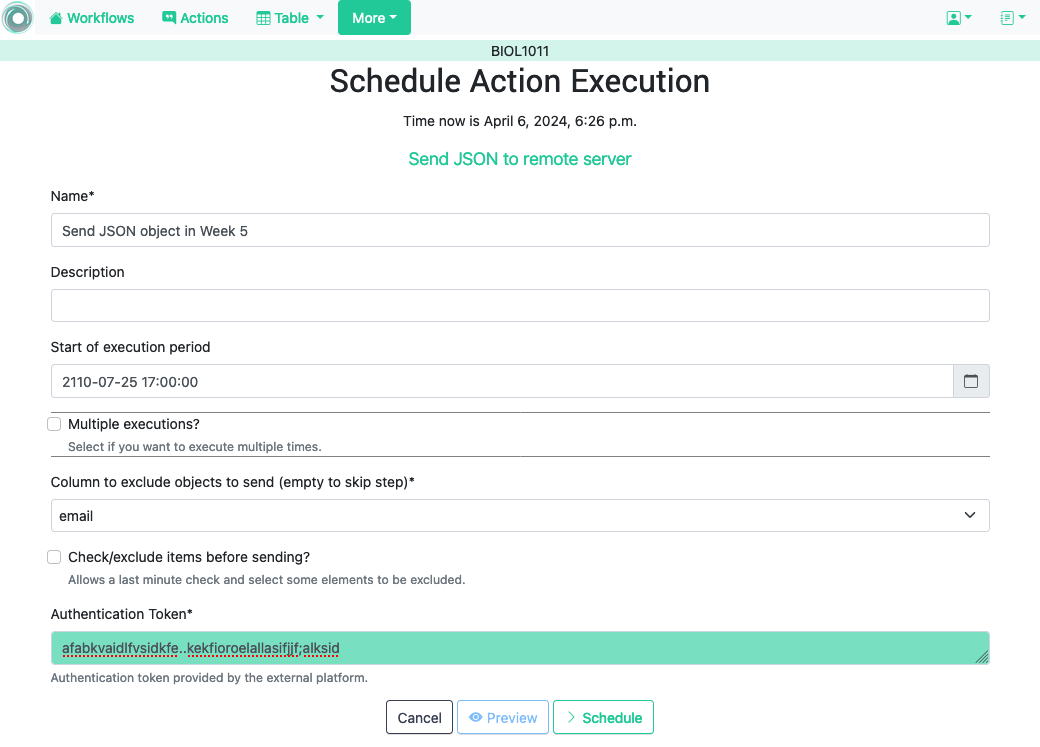 Workflows Actions Table More
BIOL1011
Schedule Action Execution
Time now is April 6, 2024, 6:26 p.m.
Send JSON to remote server
Name*
Send JSON object in Week 5
Description
Start of execution period
2110-07-25 17:00:00
Multiple executions?
Select if you want to execute multiple times.
Column to exclude objects to send (empty to skip step)*
email
Check/exclude items before sending?
Allows a last minute check and select some elements to be excluded.
Authentication Token*
afabkvaidlfvsidkfe..kekfioroelallasifjjf;alksid
Authentication token provided by the external platform.
Cancel Preview Schedule